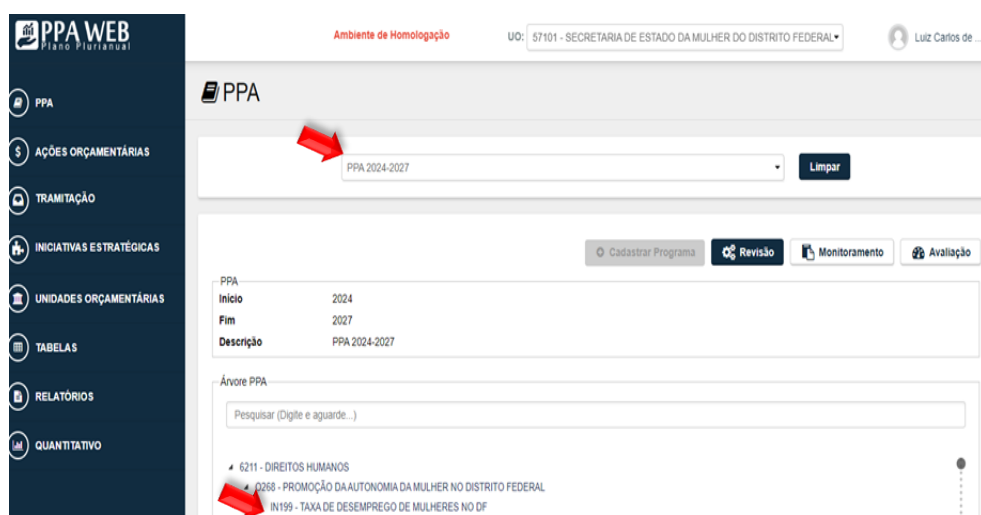 PPA WEB
Plano Plurianual
Ambiente de Homologação
UO: 57101 - SECRETARIA DE ESTADO DA MULHER DO DISTRITO FEDERAL
Luiz Carlos de ...
PPA
AÇÕES ORÇAMENTÁRIAS
TRAMITAÇÃO
INICIATIVAS ESTRATÉGICAS
UNIDADES ORÇAMENTÁRIAS
TABELAS
RELATÓRIOS
QUANTITATIVO
PPA
PPA 2024-2027
Limpar
Cadastrar Programa
Revisão
Monitoramento
Avaliação
PPA
Início 2024
Fim 2027
Descrição PPA 2024-2027
Árvore PPA
Pesquisar (Digite e aguarde...)
6211 - DIREITOS HUMANOS
O268 - PROMOÇÃO DA AUTONOMIA DA MULHER NO DISTRITO FEDERAL
IN199 - TAXA DE DESEMPREGO DE MULHERES NO DF